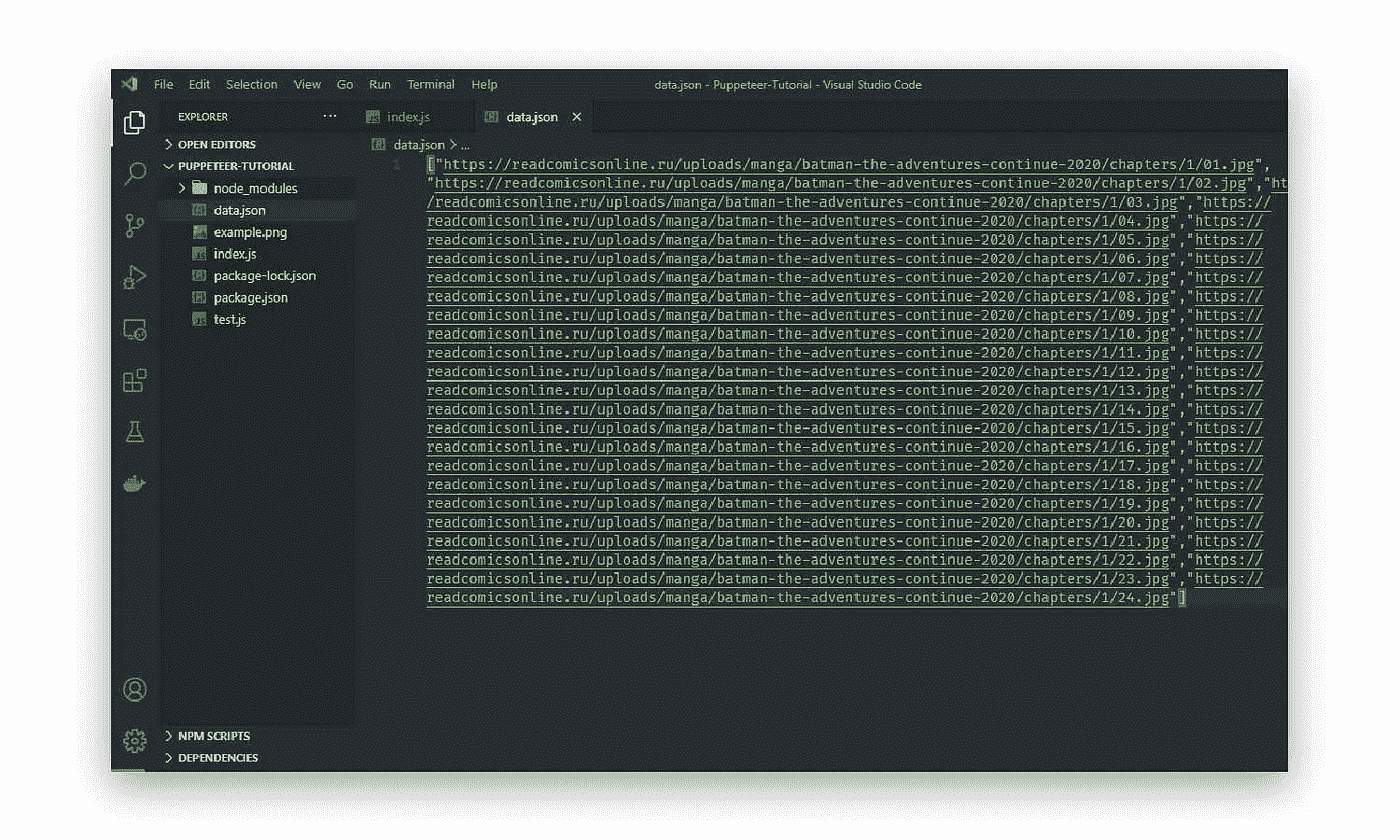 File Edit Selection View Go Run Terminal Help data.json - Puppeteer-Tutorial - Visual Studio Code
EXPLORER ...
OPEN EDITORS
PUPPETEER-TUTORIAL
node_modules
data.json
example.png
index.js
package-lock.json
package.json
test.js
NPM SCRIPTS
DEPENDENCIES
index.js data.json
data.json > ...
1 ["https://readcomicsonline.ru/uploads/manga/batman-the-adventures-continue-2020/chapters/1/01.jpg",
"https://readcomicsonline.ru/uploads/manga/batman-the-adventures-continue-2020/chapters/1/02.jpg","ht
/readcomicsonline.ru/uploads/manga/batman-the-adventures-continue-2020/chapters/1/03.jpg","https://
readcomicsonline.ru/uploads/manga/batman-the-adventures-continue-2020/chapters/1/04.jpg","https://
readcomicsonline.ru/uploads/manga/batman-the-adventures-continue-2020/chapters/1/05.jpg","https://
readcomicsonline.ru/uploads/manga/batman-the-adventures-continue-2020/chapters/1/06.jpg","https://
readcomicsonline.ru/uploads/manga/batman-the-adventures-continue-2020/chapters/1/07.jpg","https://
readcomicsonline.ru/uploads/manga/batman-the-adventures-continue-2020/chapters/1/08.jpg","https://
readcomicsonline.ru/uploads/manga/batman-the-adventures-continue-2020/chapters/1/09.jpg","https://
readcomicsonline.ru/uploads/manga/batman-the-adventures-continue-2020/chapters/1/10.jpg","https://
readcomicsonline.ru/uploads/manga/batman-the-adventures-continue-2020/chapters/1/11.jpg","https://
readcomicsonline.ru/uploads/manga/batman-the-adventures-continue-2020/chapters/1/12.jpg","https://
readcomicsonline.ru/uploads/manga/batman-the-adventures-continue-2020/chapters/1/13.jpg","https://
readcomicsonline.ru/uploads/manga/batman-the-adventures-continue-2020/chapters/1/14.jpg","https://
readcomicsonline.ru/uploads/manga/batman-the-adventures-continue-2020/chapters/1/15.jpg","https://
readcomicsonline.ru/uploads/manga/batman-the-adventures-continue-2020/chapters/1/16.jpg","https://
readcomicsonline.ru/uploads/manga/batman-the-adventures-continue-2020/chapters/1/17.jpg","https://
readcomicsonline.ru/uploads/manga/batman-the-adventures-continue-2020/chapters/1/18.jpg","https://
readcomicsonline.ru/uploads/manga/batman-the-adventures-continue-2020/chapters/1/19.jpg","https://
readcomicsonline.ru/uploads/manga/batman-the-adventures-continue-2020/chapters/1/20.jpg","https://
readcomicsonline.ru/uploads/manga/batman-the-adventures-continue-2020/chapters/1/21.jpg","https://
readcomicsonline.ru/uploads/manga/batman-the-adventures-continue-2020/chapters/1/22.jpg","https://
readcomicsonline.ru/uploads/manga/batman-the-adventures-continue-2020/chapters/1/23.jpg","https://
readcomicsonline.ru/uploads/manga/batman-the-adventures-continue-2020/chapters/1/24.jpg"]